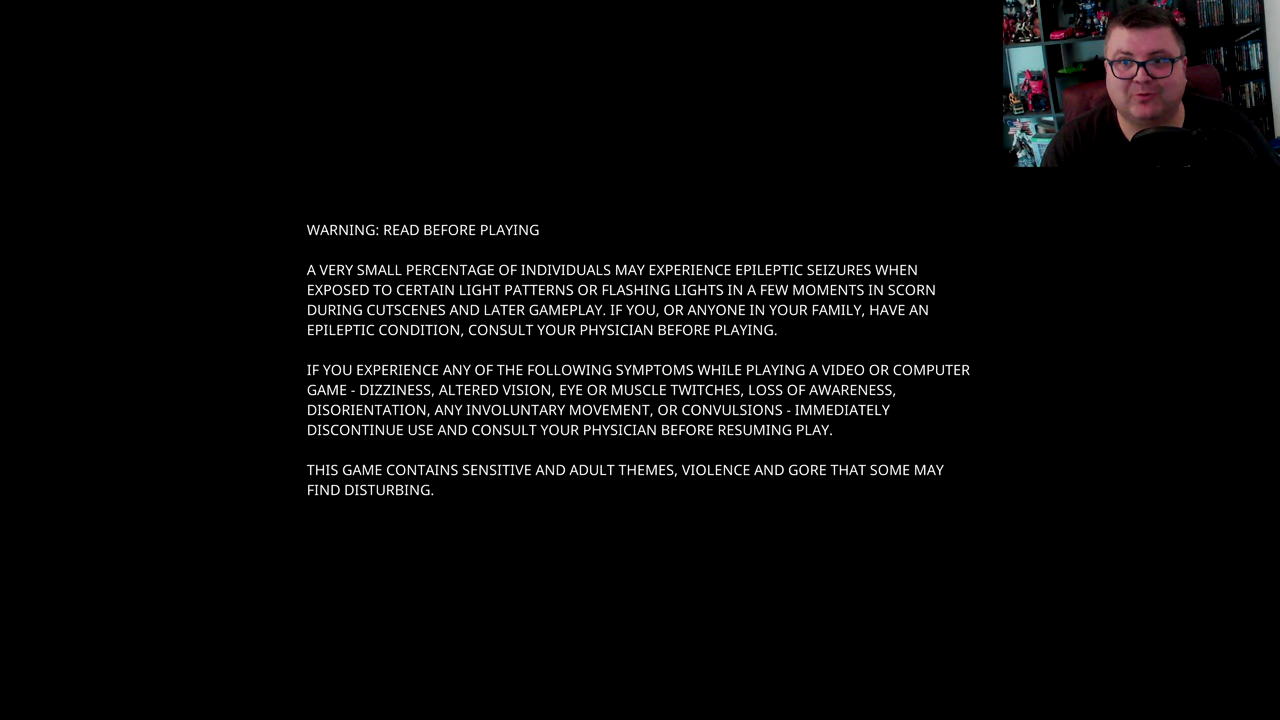 WARNING: READ BEFORE PLAYING
A VERY SMALL PERCENTAGE OF INDIVIDUALS MAY EXPERIENCE EPILEPTIC SEIZURES WHEN
EXPOSED TO CERTAIN LIGHT PATTERNS OR FLASHING LIGHTS IN A FEW MOMENTS IN SCORN
DURING CUTSCENES AND LATER GAMEPLAY. IF YOU, OR ANYONE IN YOUR FAMILY, HAVE AN
EPILEPTIC CONDITION, CONSULT YOUR PHYSICIAN BEFORE PLAYING.
IF YOU EXPERIENCE ANY OF THE FOLLOWING SYMPTOMS WHILE PLAYING A VIDEO OR COMPUTER
GAME - DIZZINESS, ALTERED VISION, EYE OR MUSCLE TWITCHES, LOSS OF AWARENESS,
DISORIENTATION, ANY INVOLUNTARY MOVEMENT, OR CONVULSIONS - IMMEDIATELY
DISCONTINUE USE AND CONSULT YOUR PHYSICIAN BEFORE RESUMING PLAY.
THIS GAME CONTAINS SENSITIVE AND ADULT THEMES, VIOLENCE AND GORE THAT SOME MAY
FIND DISTURBING.